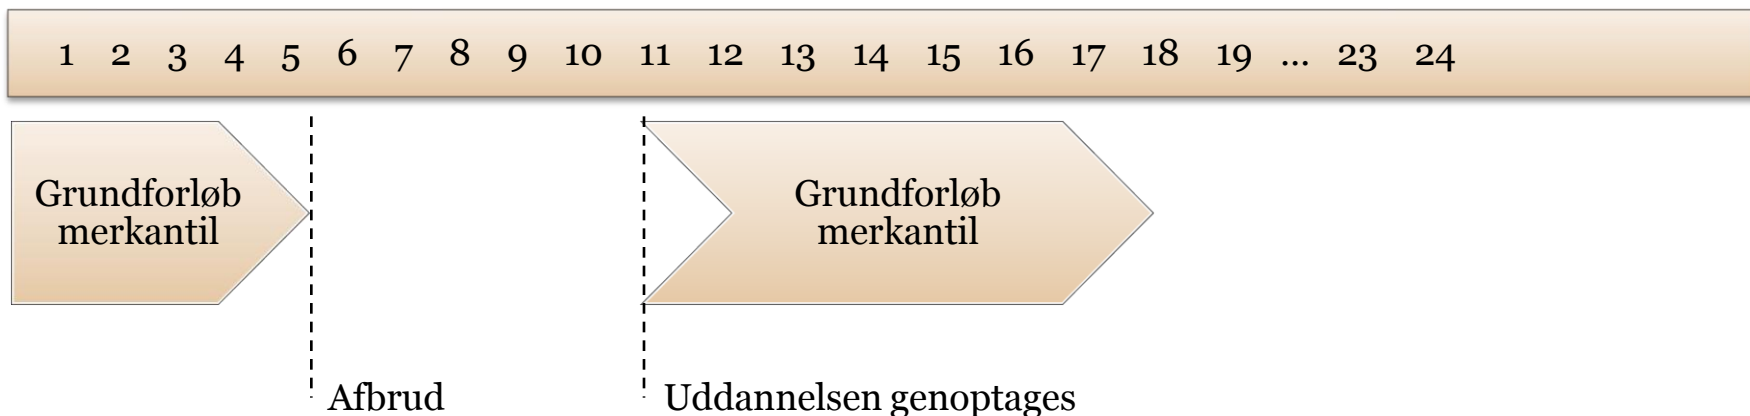 1 2 3 4 5 6 7 8 9 10 11 12 13 14 15 16 17 18 19 ... 23 24
Grundforløb
merkantil
Grundforløb
merkantil
Afbrud
Uddannelsen genoptages